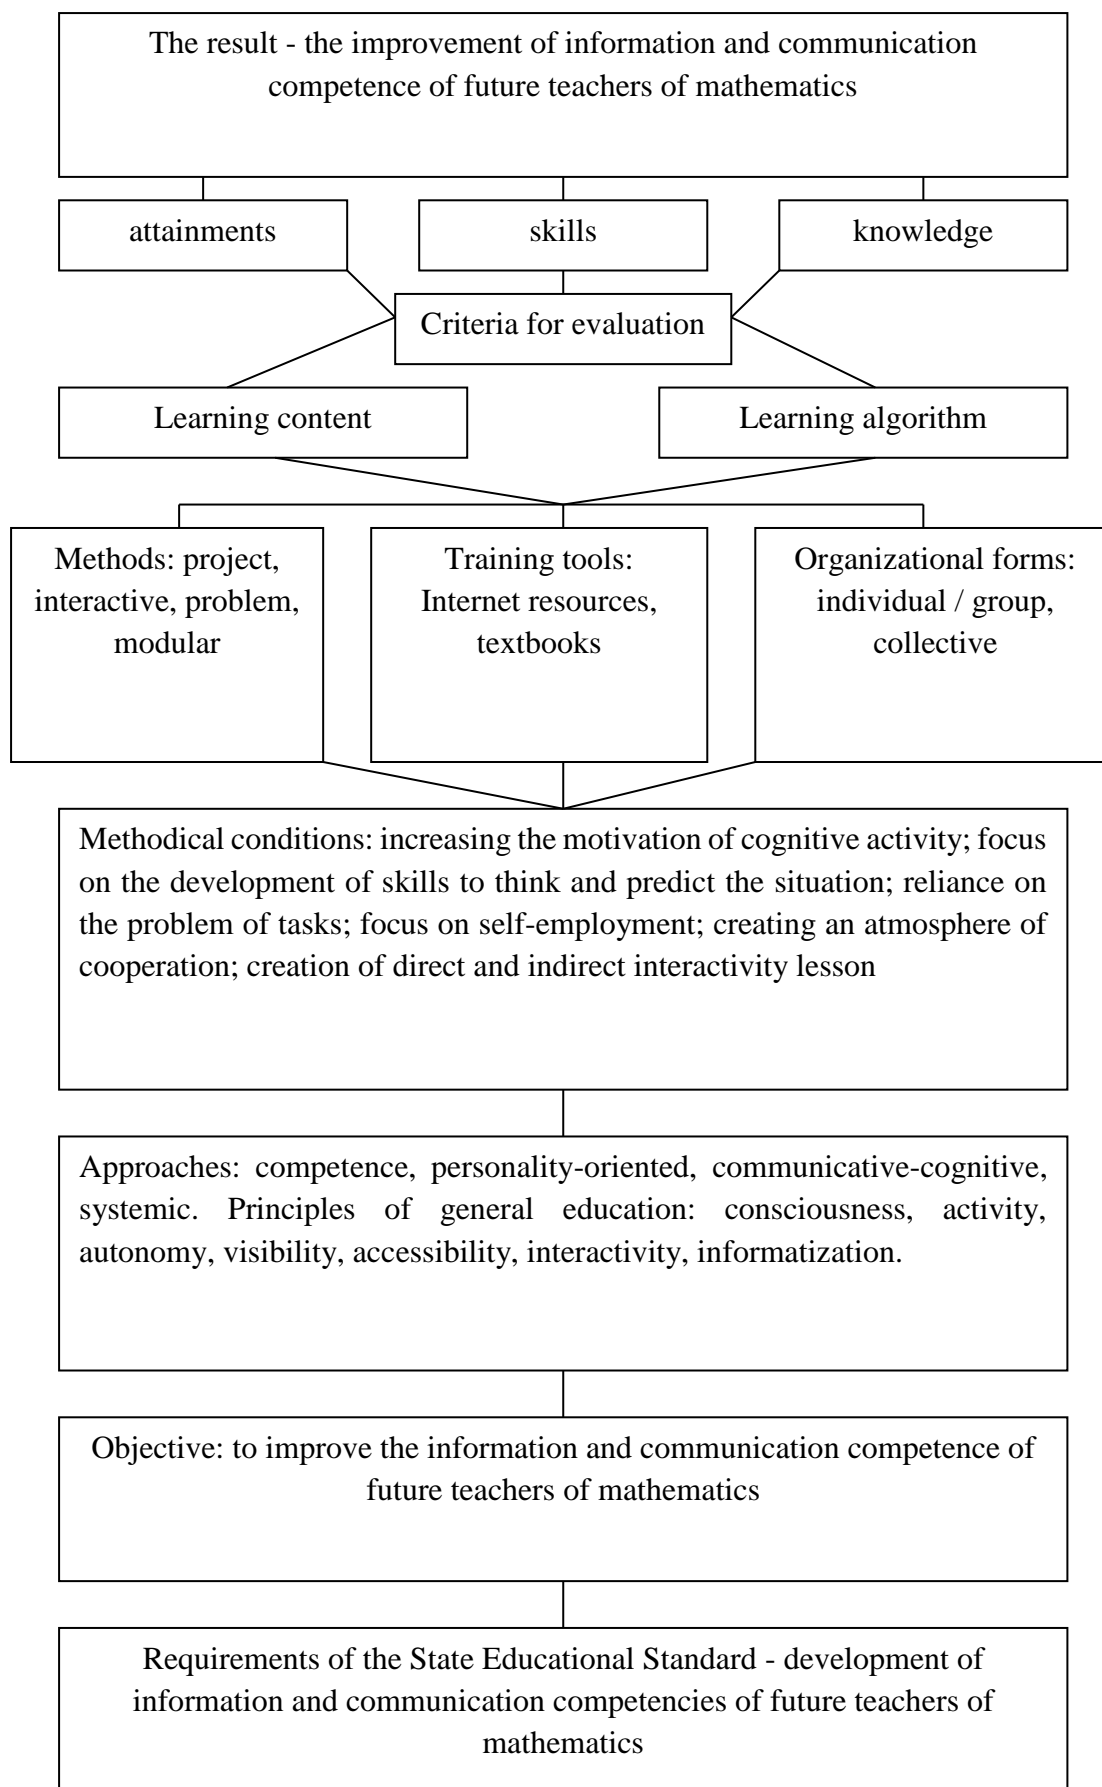 The result - the improvement of information and communication
competence of future teachers of mathematics
attainments
skills
knowledge
Criteria for evaluation
Learning content
Learning algorithm
Methods: project,
interactive, problem,
modular
Training tools:
Internet resources,
textbooks
Organizational forms:
individual / group,
collective
Methodical conditions: increasing the motivation of cognitive activity; focus
on the development of skills to think and predict the situation; reliance on
the problem of tasks; focus on self-employment; creating an atmosphere of
cooperation; creation of direct and indirect interactivity lesson
Approaches: competence, personality-oriented, communicative-cognitive,
systemic. Principles of general education: consciousness, activity,
autonomy, visibility, accessibility, interactivity, informatization.
Objective: to improve the information and communication competence of
future teachers of mathematics
Requirements of the State Educational Standard - development of
information and communication competencies of future teachers of
mathematics